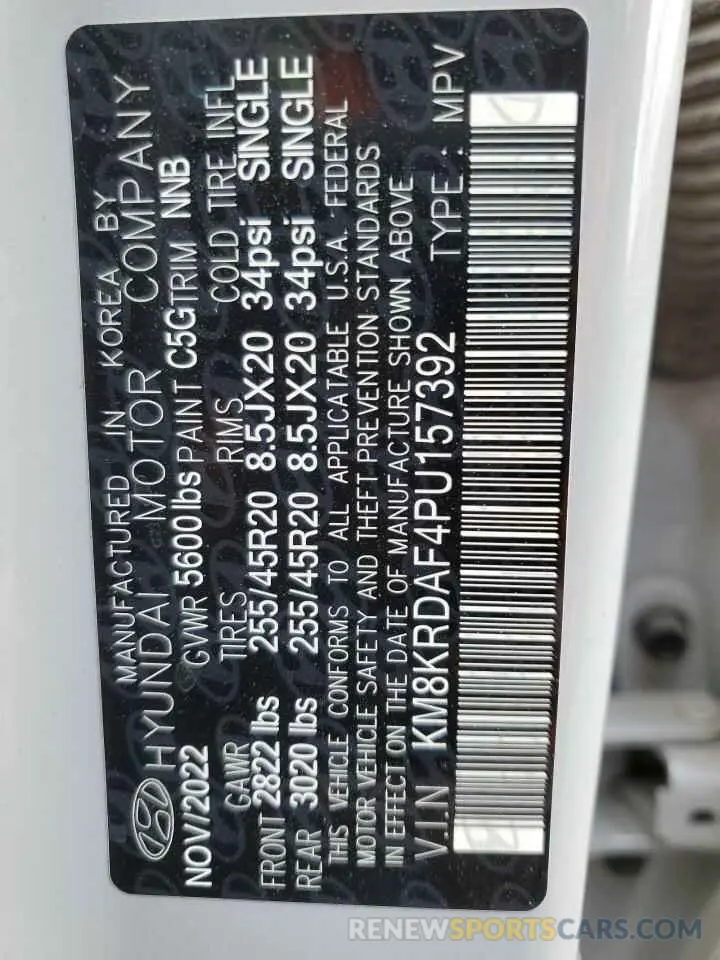 MANUFACTURED IN KOREA BY
HYUNDAI MOTOR COMPANY
NOV/2022 GVWR 5600lbs PAINT C5G TRIM NNB
GAWR TIRES RIMS COLD TIRE INFL
FRONT 2822 lbs 255/45R20 8.5JX20 34psi SINGLE
REAR 3020 lbs 255/45R20 8.5JX20 34psi SINGLE
THIS VEHICLE CONFORMS TO ALL APPLICATABLE U.S.A. FEDERAL
MOTOR VEHICLE SAFETY AND THEFT PREVENTION STANDARDS
IN EFFECT ON THE DATE OF MANUFACTURE SHOWN ABOVE
V.I.N KM8KRDAF4PU157392 TYPE : MPV
RENEWSPORTSCARS.COM